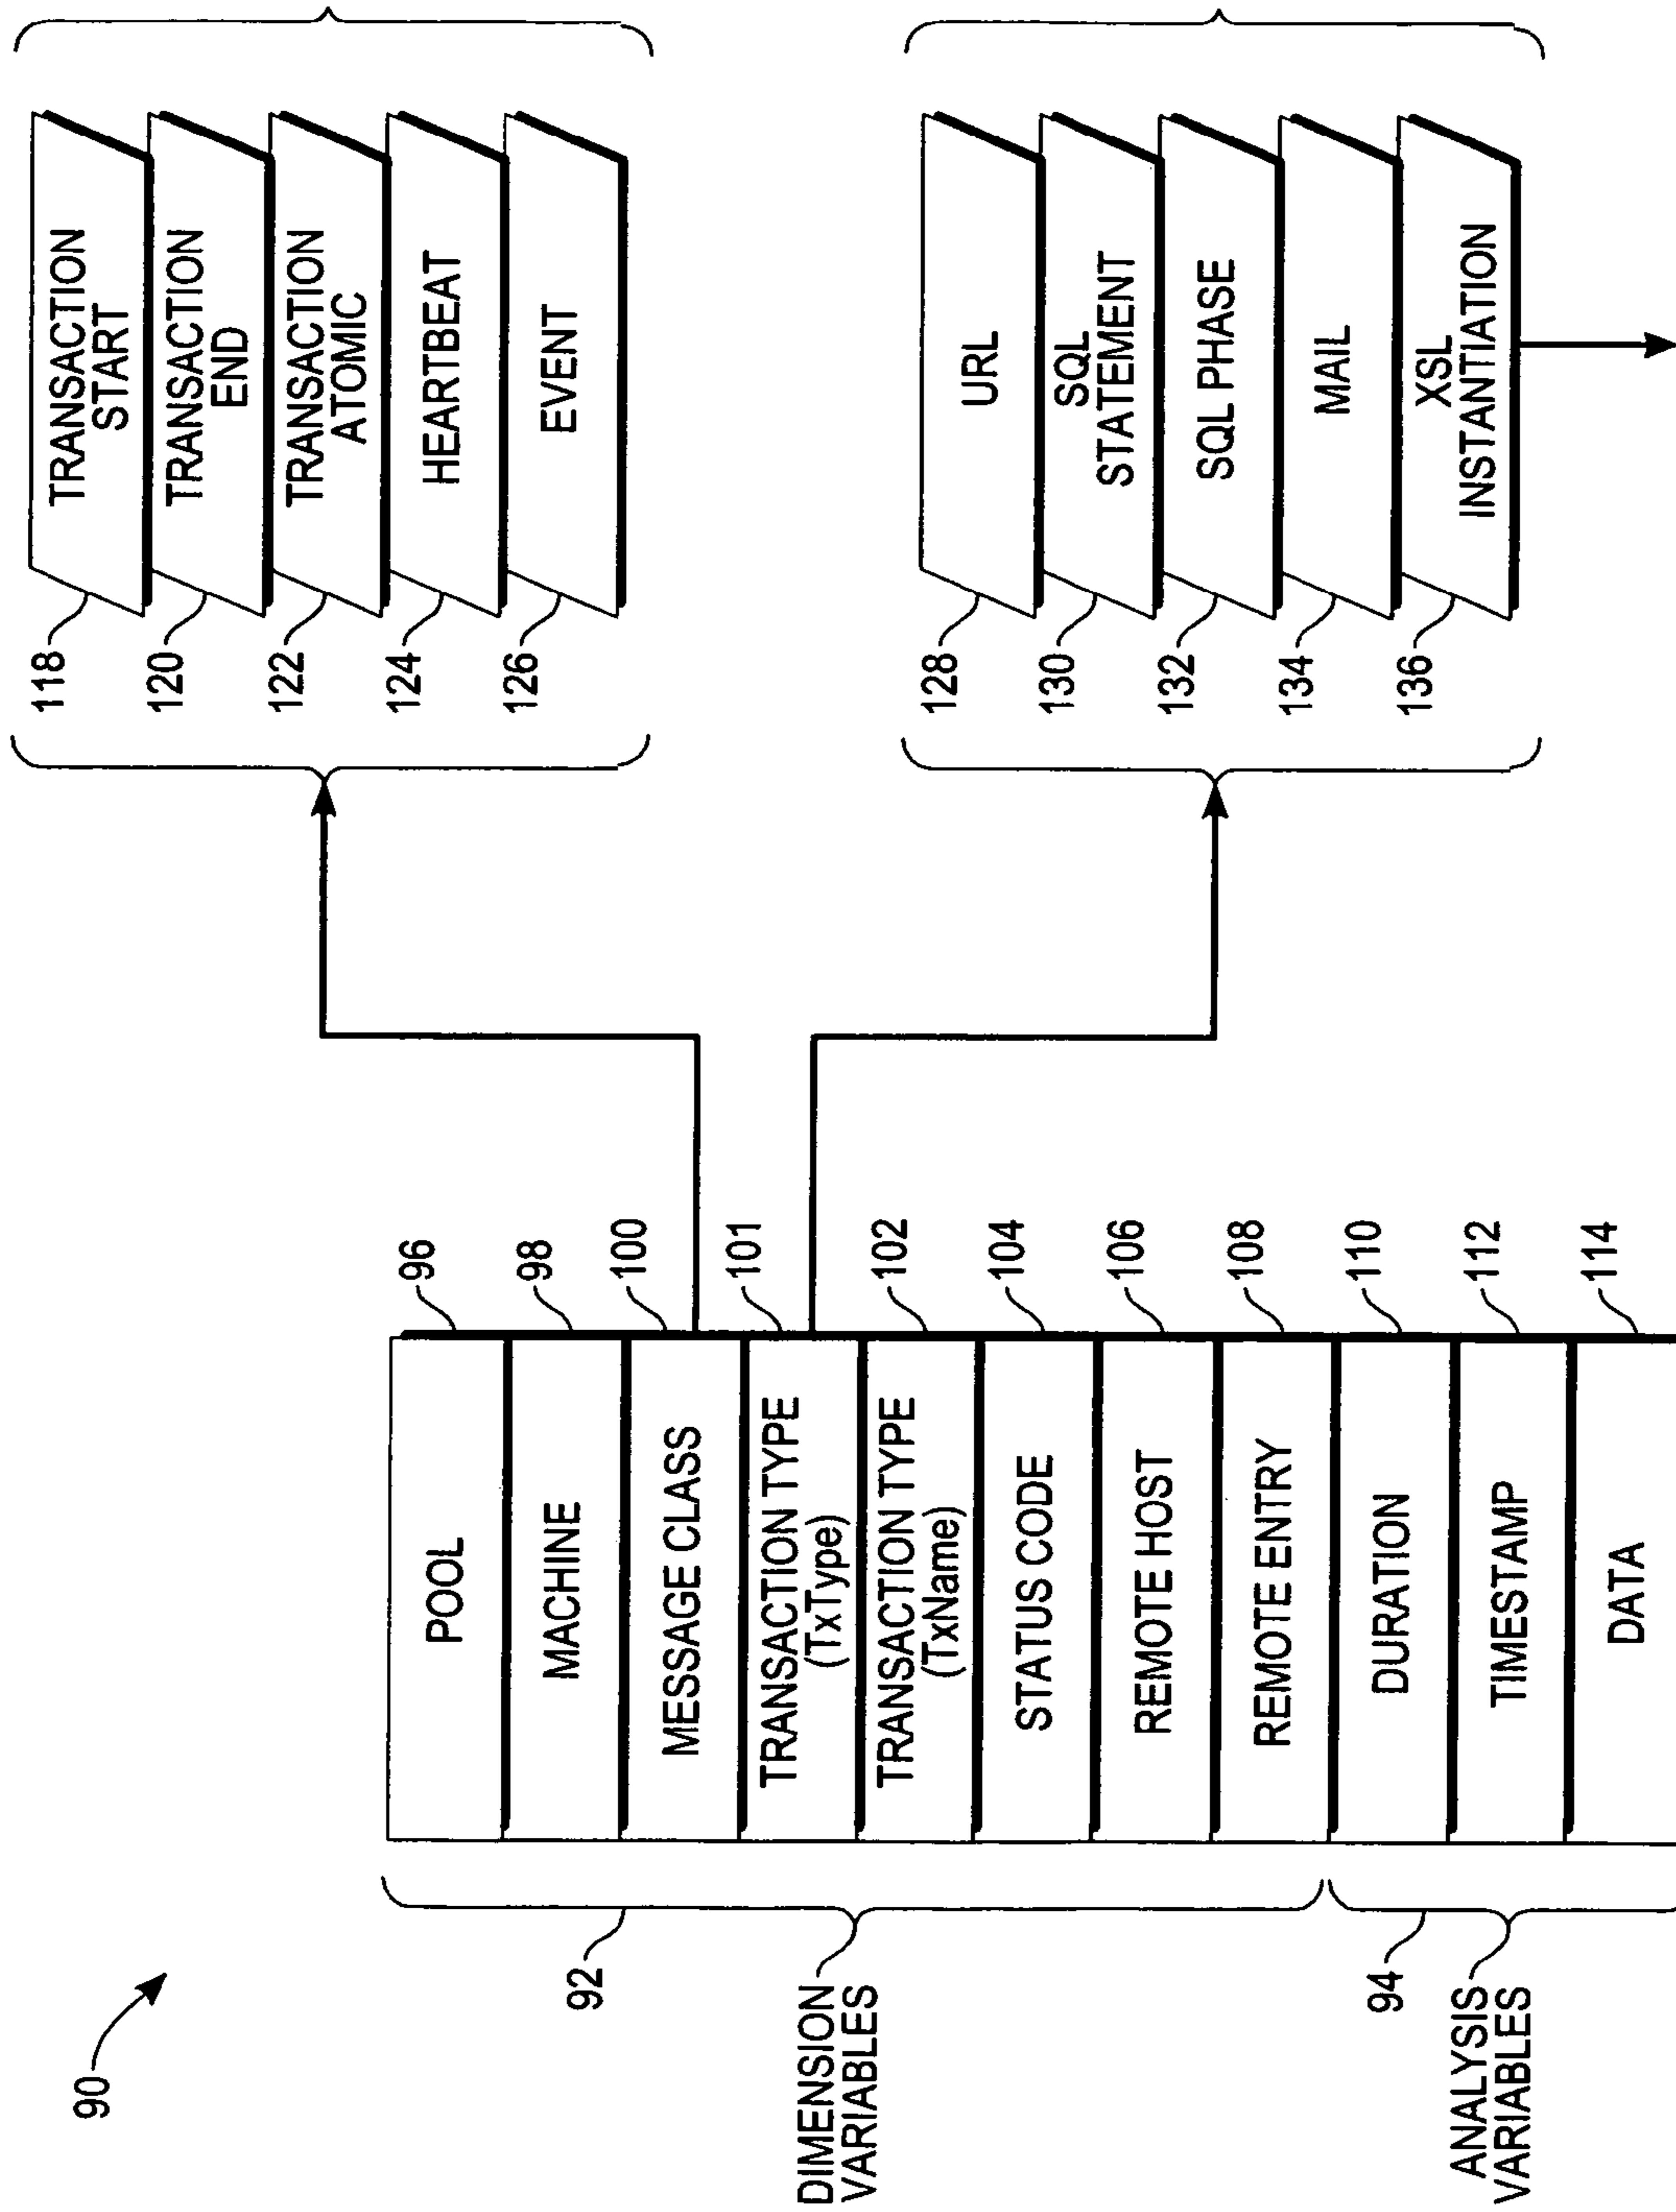 90
DIMENSION
VARIABLES
92
ANALYSIS
VARIABLES
94
POOL
96
MACHINE
98
MESSAGE CLASS
100
TRANSACTION TYPE
(TxType)
101
TRANSACTION TYPE
(TxName)
102
STATUS CODE
104
REMOTE HOST
106
REMOTE ENTRY
108
DURATION
110
TIMESTAMP
112
DATA
114
118
TRANSACTION
START
120
TRANSACTION
END
122
TRANSACTION
ATOMIC
124
HEARTBEAT
126
EVENT
128
URL
130
SQL
STATEMENT
132
SQL PHASE
134
MAIL
136
XSL
INSTANTIATION